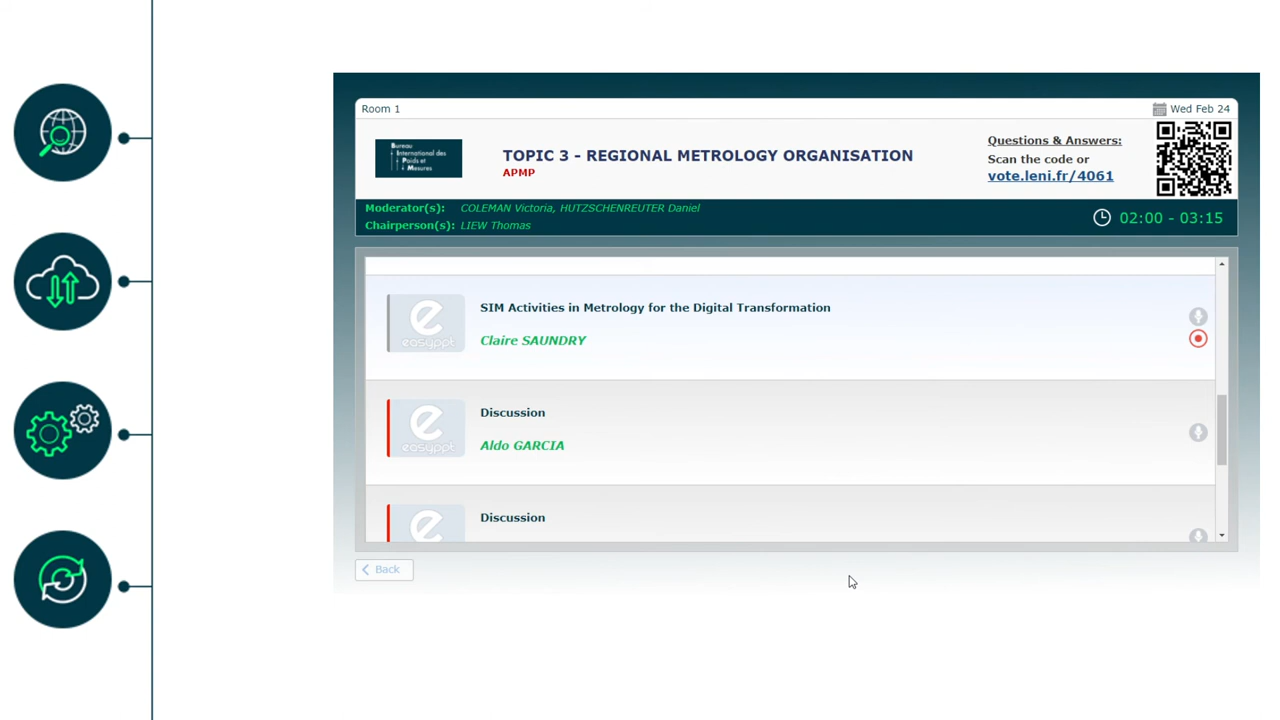 Room 1
Wed Feb 24
Bureau
International des
Poids et
Mesures
TOPIC 3 - REGIONAL METROLOGY ORGANISATION
APMP
Questions & Answers:
Scan the code or
vote.leni.fr/4061
Moderator(s): COLEMAN Victoria, HUTZSCHENREUTER Daniel
Chairperson(s): LIEW Thomas
02:00 - 03:15
e
easyppt
SIM Activities in Metrology for the Digital Transformation
Claire SAUNDRY
e
easyppt
Discussion
Aldo GARCIA
e
Discussion
Back